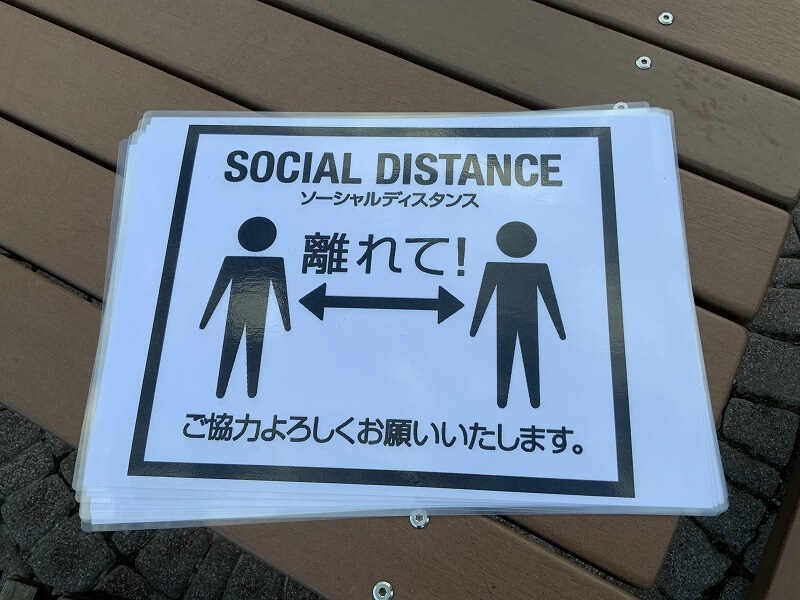 SOCIAL DISTANCE
ソーシャルディスタンス
離れて!
ご協力よろしくお願いいたします。